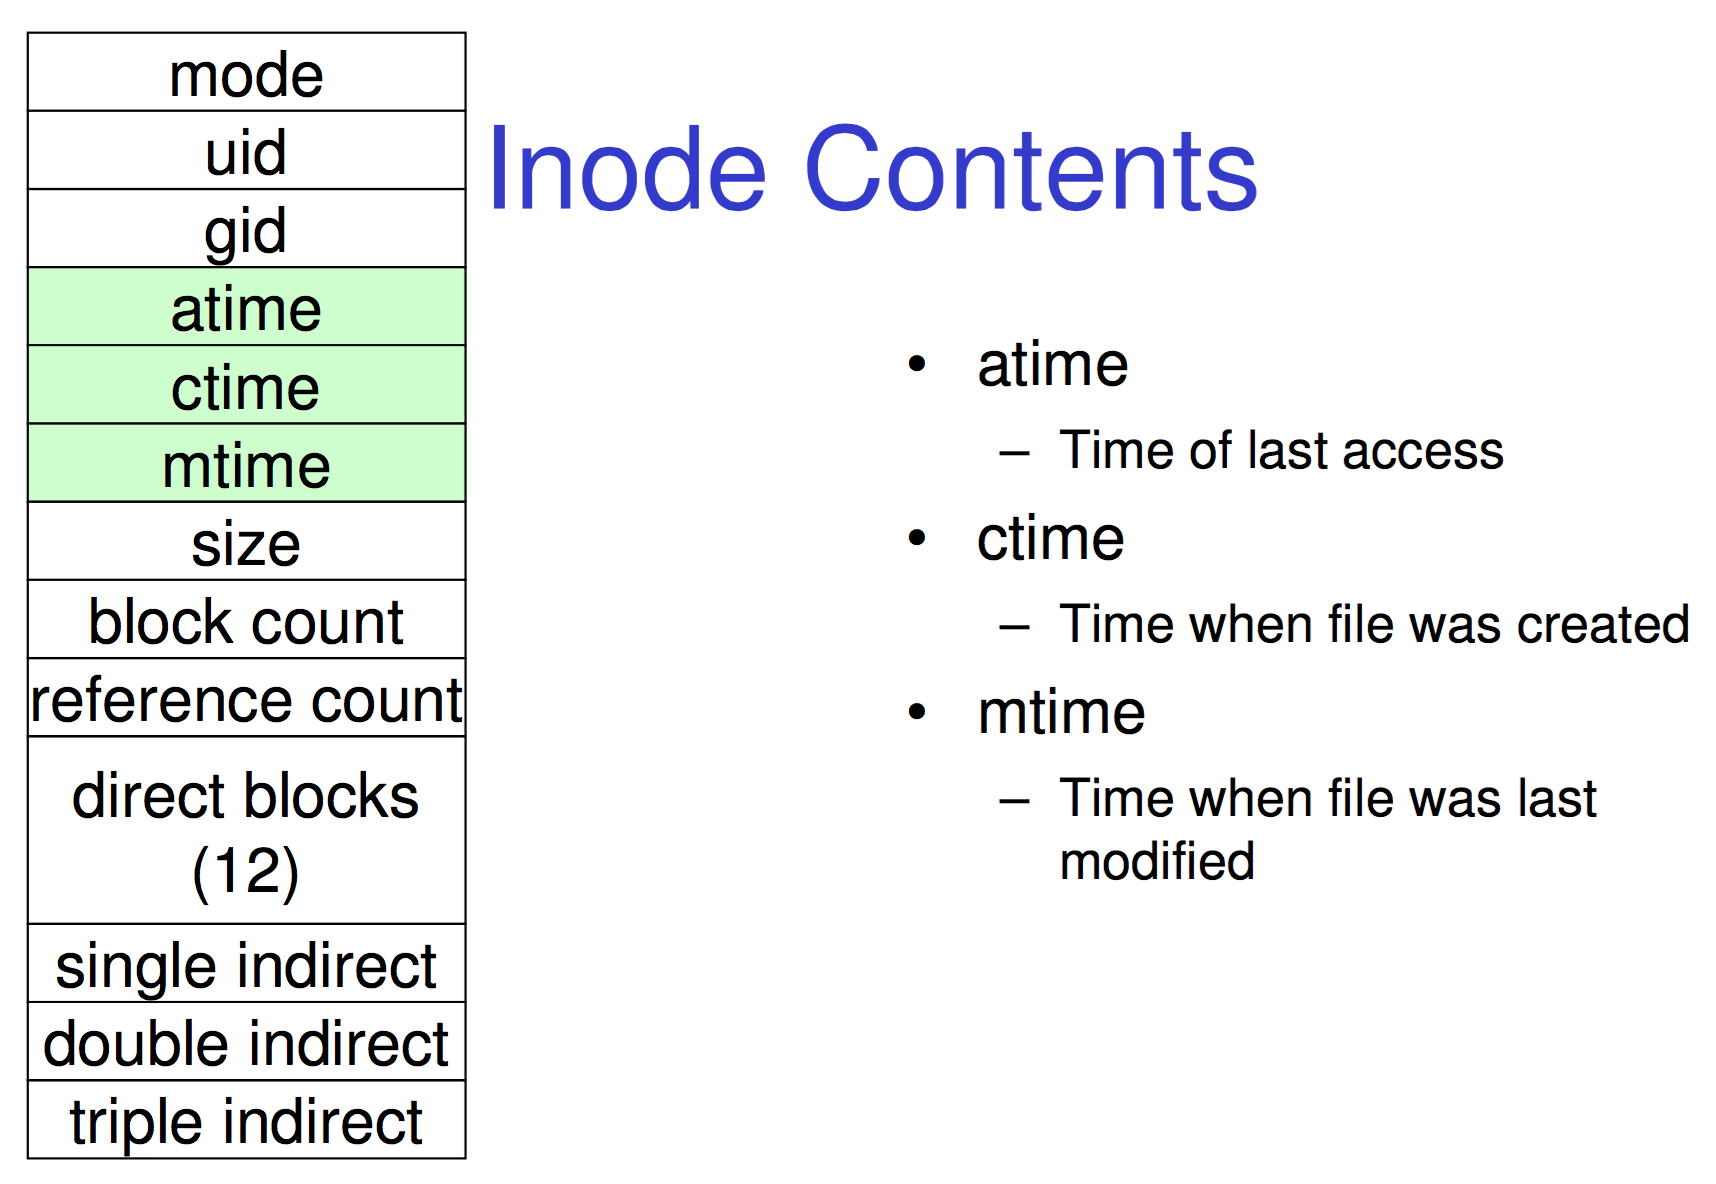 mode
uid
gid
atime
ctime
mtime
size
block count
reference count
direct blocks
(12)
single indirect
double indirect
triple indirect
Inode Contents
• atime
– Time of last access
• ctime
– Time when file was created
• mtime
– Time when file was last
modified